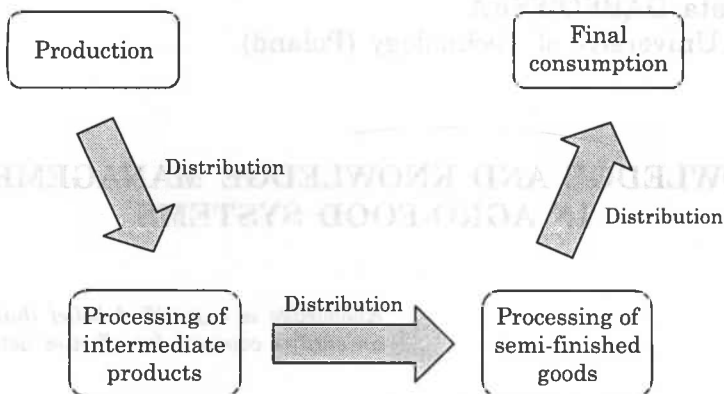 Production
Final
consumption
Distribution
Distribution
Processing of
intermediate
products
Distribution
Processing of
semi-finished
goods